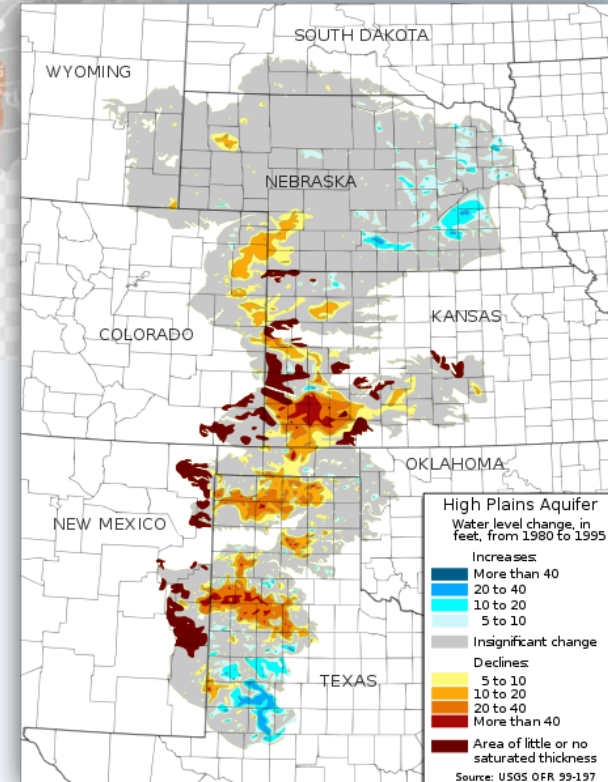 SOUTH DAKOTA
WYOMING
NEBRASKA
KANSAS
COLORADO
OKLAHOMA
NEW MEXICO
TEXAS
High Plains Aquifer
Water level change, in
feet, from 1980 to 1995
Increases:
More than 40
20 to 40
10 to 20
5 to 10
Insignificant change
Declines:
5 to 10
10 to 20
20 to 40
More than 40
Area of little or no
saturated thickness
Source: USGS OFR 99-197